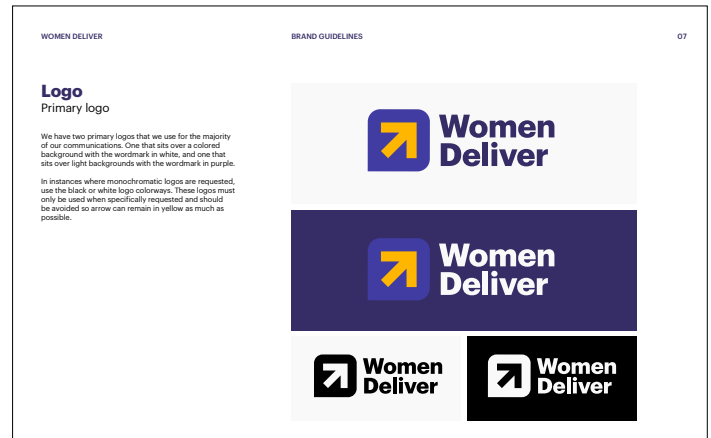 WOMEN DELIVER
BRAND GUIDELINES
07
Logo
Primary logo
We have two primary logos that we use for the majority
of our communications. One that sits over a colored
background with the wordmark in white, and one that
sits over light backgrounds with the wordmark in purple.
In instances where monochromatic logos are requested,
use the black or white logo colorways. These logos must
only be used when specifically requested and should
be avoided so arrow can remain in yellow as much as
possible.
Women
Deliver
Women
Deliver
Women
Deliver
Women
Deliver